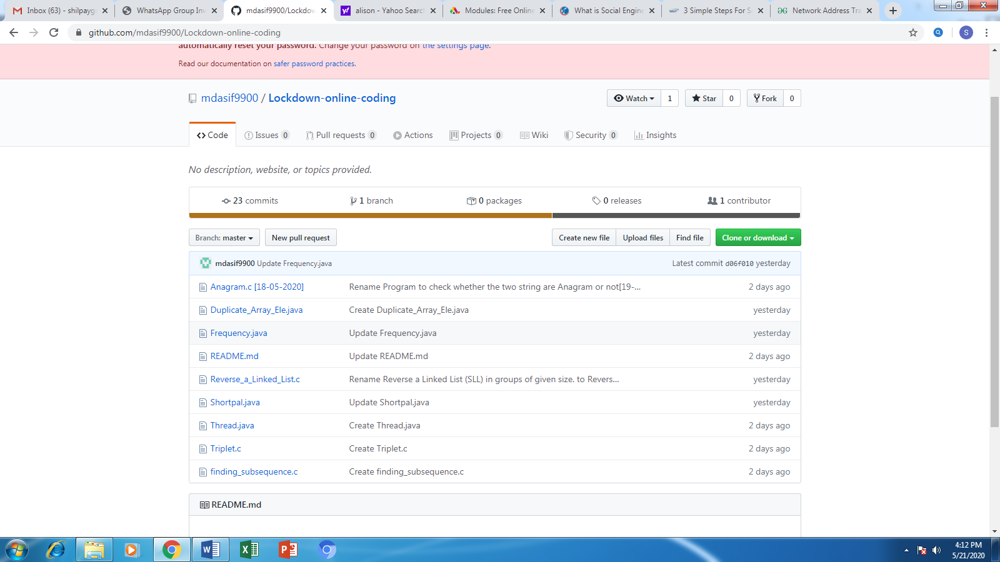 Inbox (63) - shilpayg
WhatsApp Group Inv
mdasif9900/Lockdow
alison - Yahoo Search
Modules: Free Online
What is Social Engine
3 Simple Steps For S
Network Address Tra
github.com/mdasif9900/Lockdown-online-coding
S
automatically reset your password. Change your password on the settings page.
Read our documentation on safer password practices.
mdasif9900 / Lockdown-online-coding
Watch 1 Star 0 Fork 0
Code Issues 0 Pull requests 0 Actions Projects 0 Wiki Security 0 Insights
No description, website, or topics provided.
23 commits 1 branch 0 packages 0 releases 1 contributor
Branch: master New pull request Create new file Upload files Find file Clone or download
mdasif9900 Update Frequency.java Latest commit d06f010 yesterday
Anagram.c [18-05-2020] Rename Program to check whether the two string are Anagram or not[19-... 2 days ago
Duplicate_Array_Ele.java Create Duplicate_Array_Ele.java yesterday
Frequency.java Update Frequency.java yesterday
README.md Update README.md 2 days ago
Reverse_a_Linked_List.c Rename Reverse a Linked List (SLL) in groups of given size. to Revers... yesterday
Shortpal.java Update Shortpal.java yesterday
Thread.java Create Thread.java 2 days ago
Triplet.c Create Triplet.c 2 days ago
finding_subsequence.c Create finding_subsequence.c 2 days ago
README.md
4:12 PM
5/21/2020